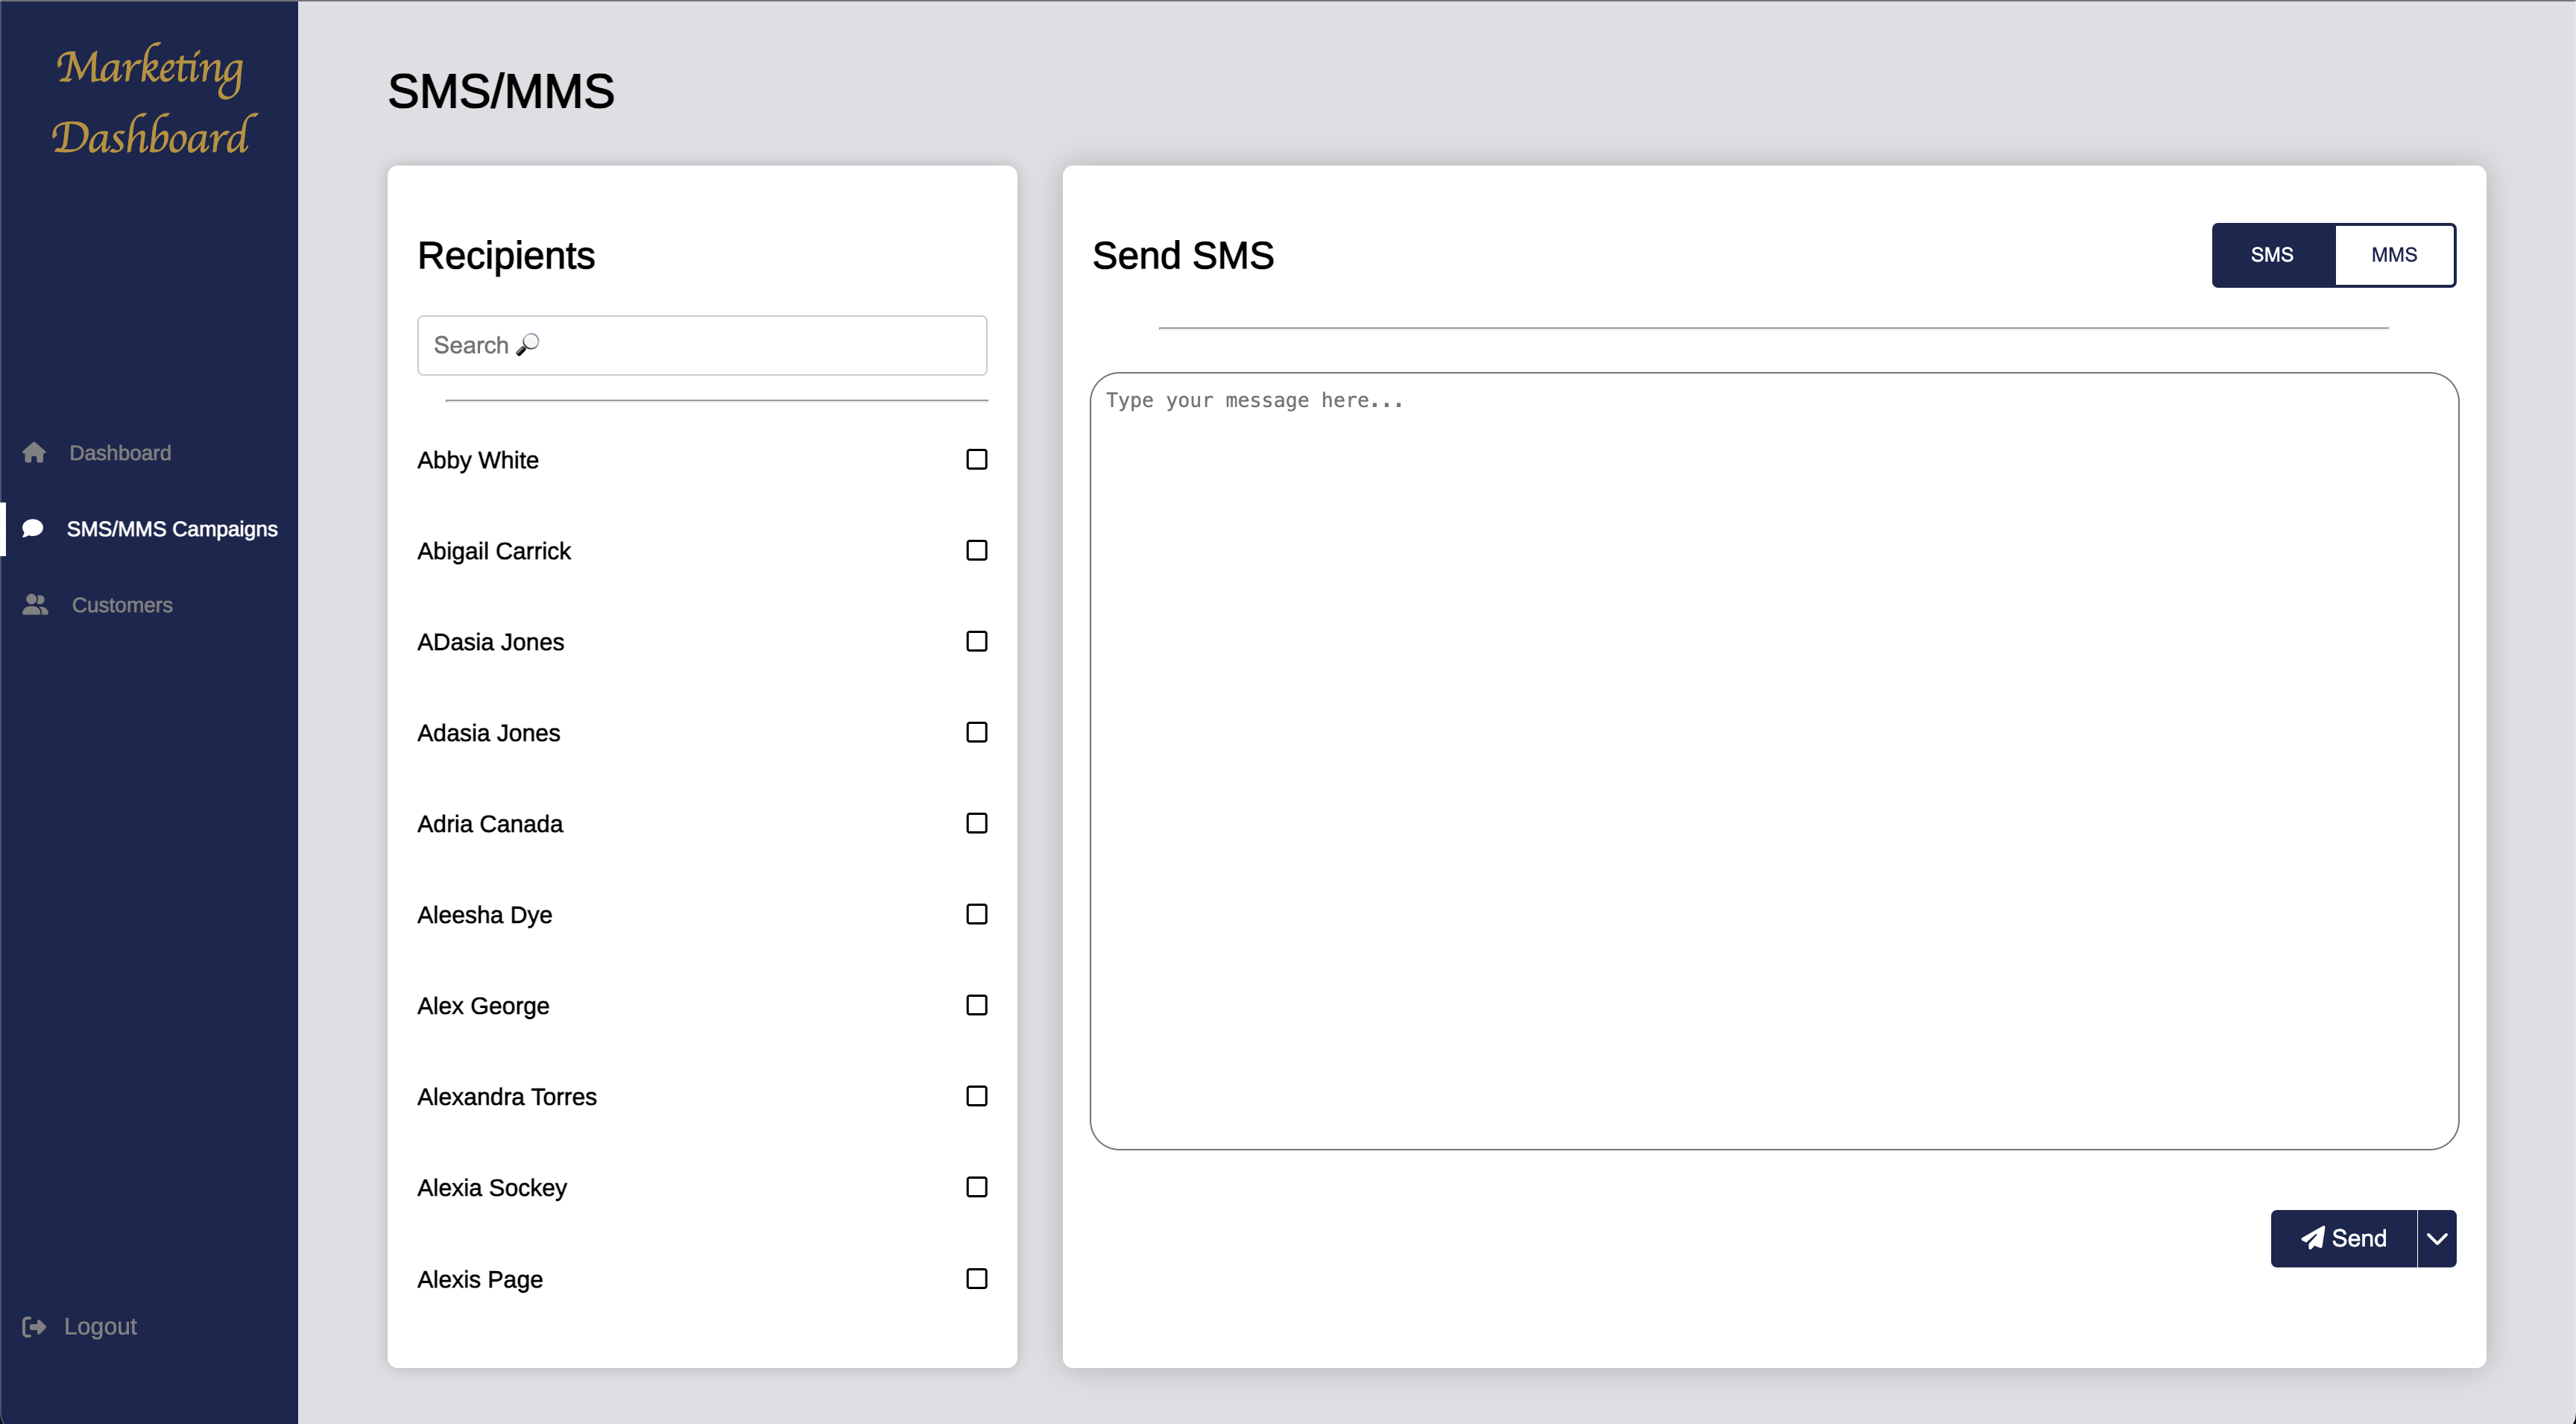 Marketing
Dashboard
Dashboard
SMS/MMS Campaigns
Customers
Logout
SMS/MMS
Recipients
Search 🔎
Abby White
Abigail Carrick
ADasia Jones
Adasia Jones
Adria Canada
Aleesha Dye
Alex George
Alexandra Torres
Alexia Sockey
Alexis Page
Send SMS
SMS
MMS
Type your message here...
Send